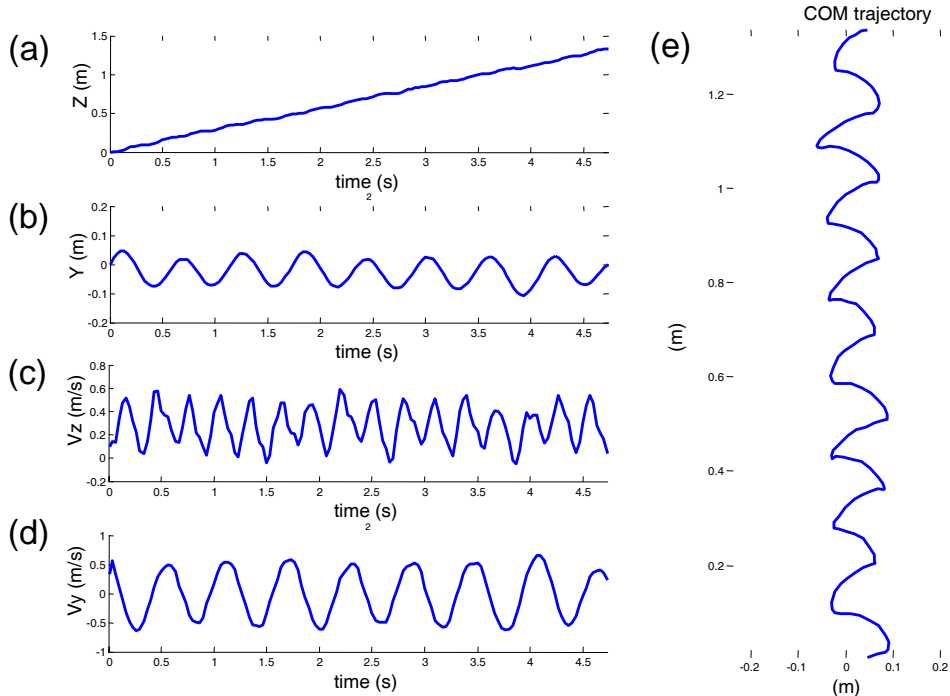 (a)
Z (m)
1.5
1
0.5
0
0 0.5 1 1.5 2 2.5 3 3.5 4 4.5
time (s)
2
(b)
Y (m)
0.2
0.1
0
-0.1
-0.2
0 0.5 1 1.5 2 2.5 3 3.5 4 4.5
time (s)
(c)
Vz (m/s)
0.8
0.6
0.4
0.2
0
-0.2
0 0.5 1 1.5 2 2.5 3 3.5 4 4.5
time (s)
2
(d)
Vy (m/s)
1
0.5
0
-0.5
-1
0 0.5 1 1.5 2 2.5 3 3.5 4 4.5
time (s)
COM trajectory
(e)
1.2
1
0.8
(m)
0.6
0.4
0.2
-0.2 -0.1 0 0.1 0.2
(m)